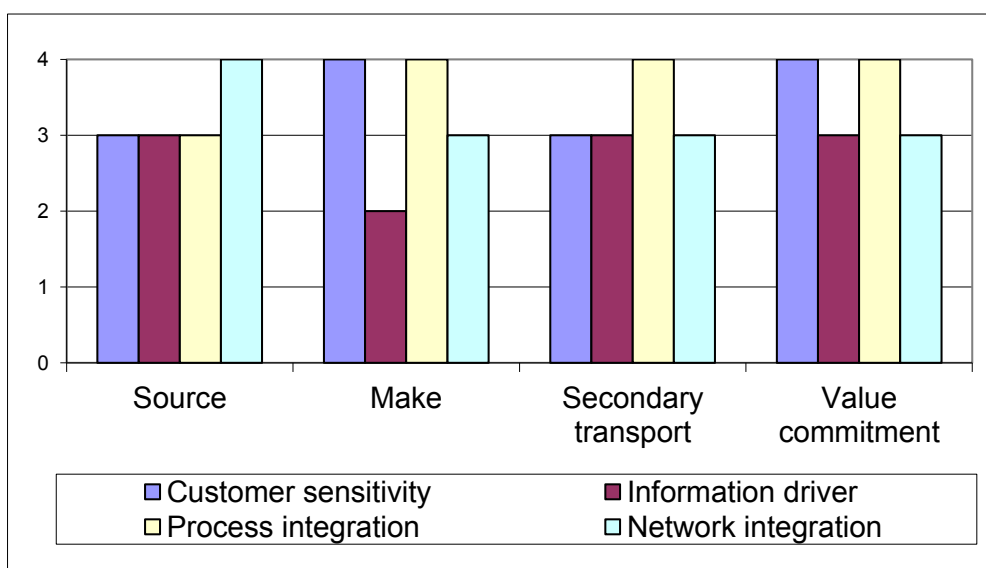 4
3
2
1
0
Source
Make
Secondary
transport
Value
commitment
Customer sensitivity
Information driver
Process integration
Network integration